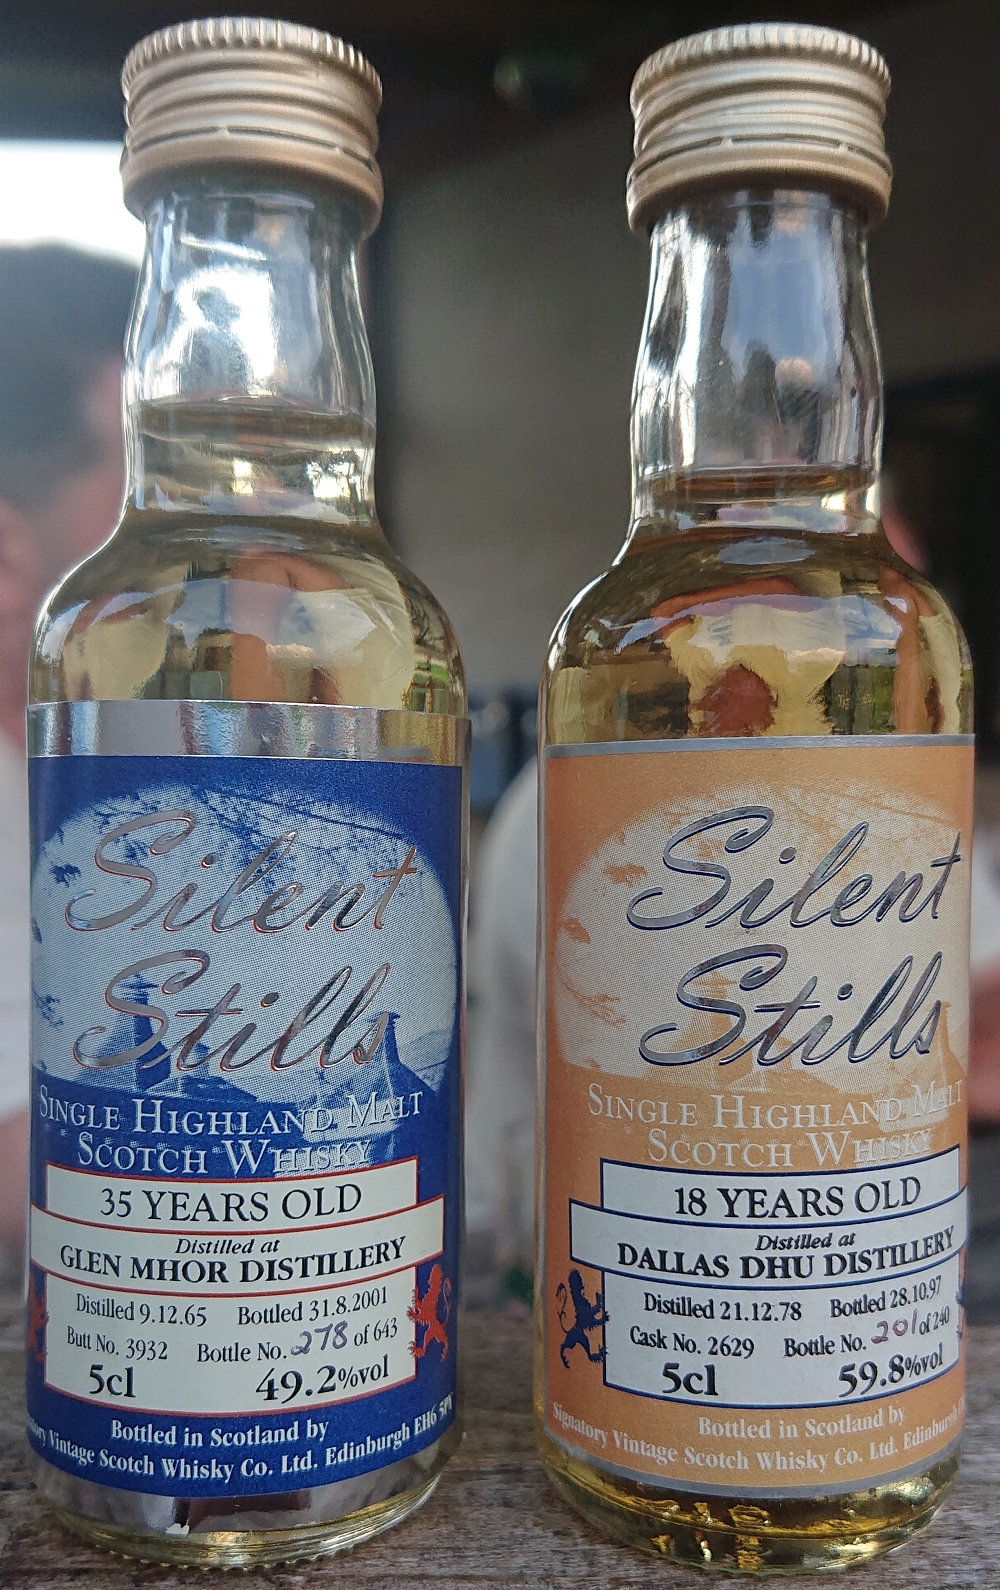 Silent
Stills
SINGLE HIGHLAND MALT
SCOTCH WHISKY
35 YEARS OLD
Distilled at
GLEN MHOR DISTILLERY
Distilled 9.12.65 Bottled 31.8.2001
Butt No. 3932 Bottle No. 278 of 643
5cl 49.2%vol
Bottled in Scotland by
Vintage Scotch Whisky Co. Ltd. Edinburgh EH6 5PY
Silent
Stills
SINGLE HIGHLAND MALT
SCOTCH WHISKY
18 YEARS OLD
Distilled at
DALLAS DHU DISTILLERY
Distilled 21.12.78 Bottled 28.10.97
Cask No. 2629 Bottle No. 201 of 240
5cl 59.8%vol
Bottled in Scotland by
Signatory Vintage Scotch Whisky Co. Ltd. Edinburgh